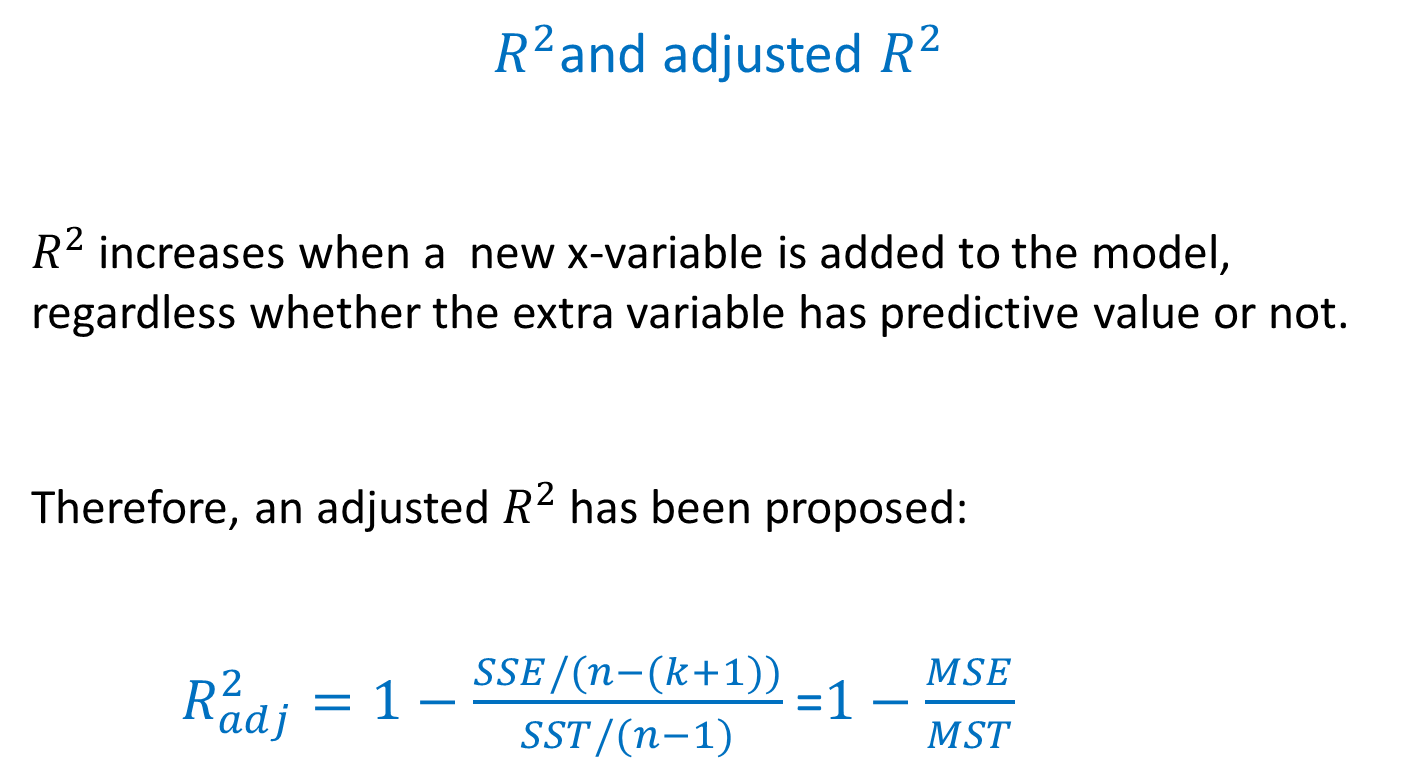 R² and adjusted R²
R² increases when a new x-variable is added to the model,
regardless whether the extra variable has predictive value or not.
Therefore, an adjusted R² has been proposed:
R²adj = 1 − SSE/(n−(k+1)) / SST/(n−1) =1 − MSE / MST